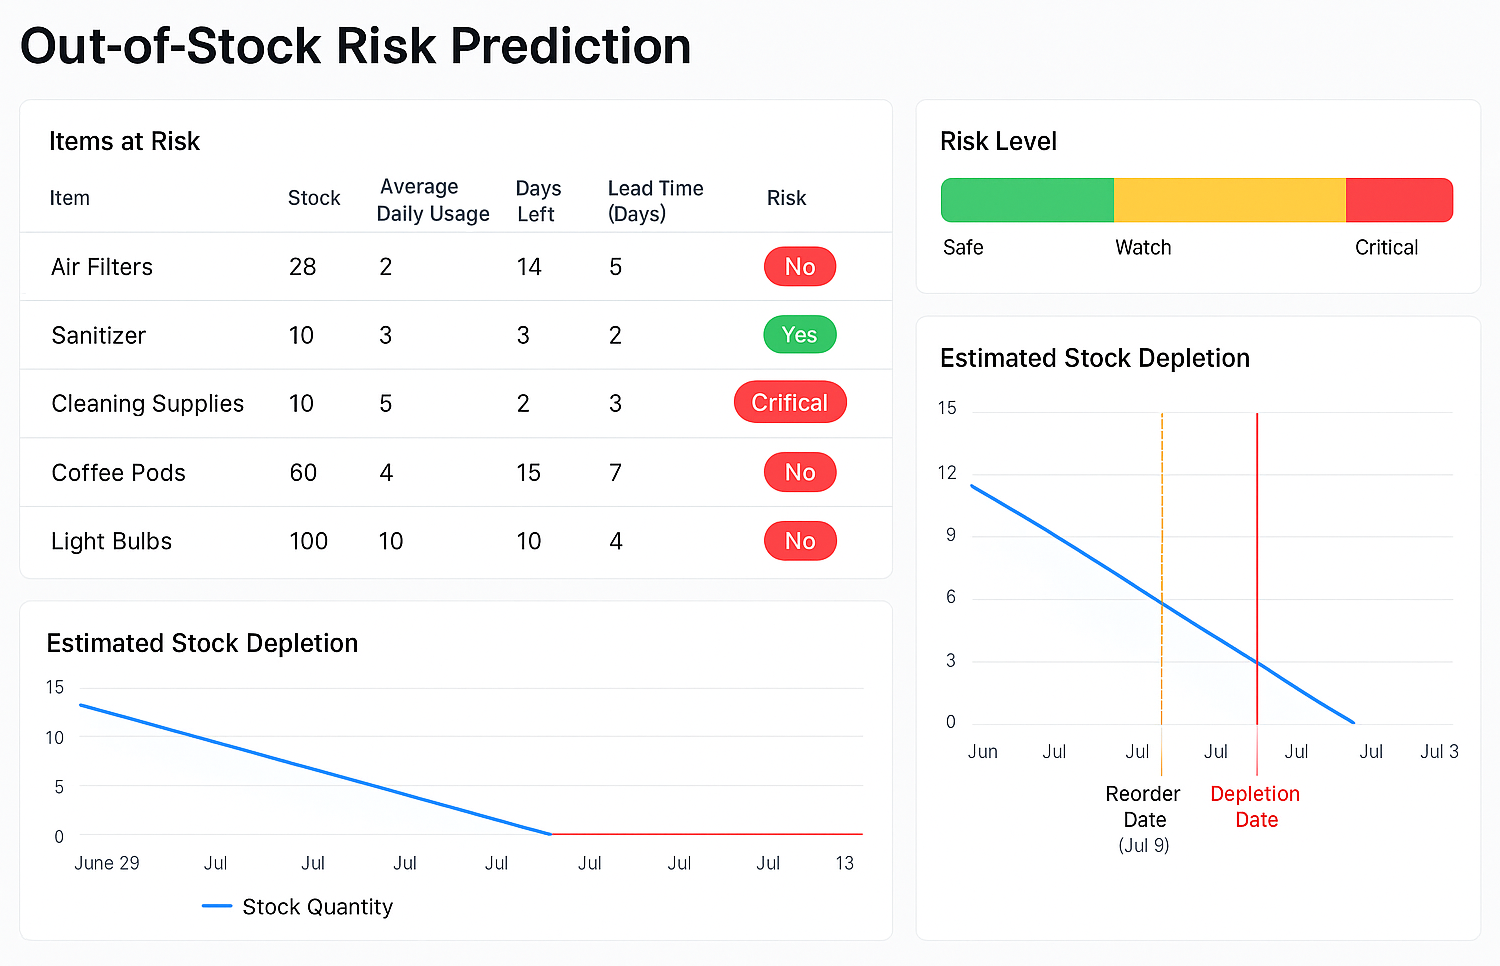 Out-of-Stock Risk Prediction
Items at Risk
Item Stock Average Daily Usage Days Left Lead Time (Days) Risk
Air Filters 28 2 14 5 No
Sanitizer 10 3 3 2 Yes
Cleaning Supplies 10 5 2 3 Crifical
Coffee Pods 60 4 15 7 No
Light Bulbs 100 10 10 4 No
Risk Level
Safe Watch Critical
Estimated Stock Depletion
15
10
5
0
June 29 Jul Jul Jul Jul Jul Jul Jul 13
Stock Quantity
Estimated Stock Depletion
15
12
9
6
3
0
Jun Jul Jul Jul Jul Jul Jul 3
Reorder Date (Jul 9)
Depletion Date